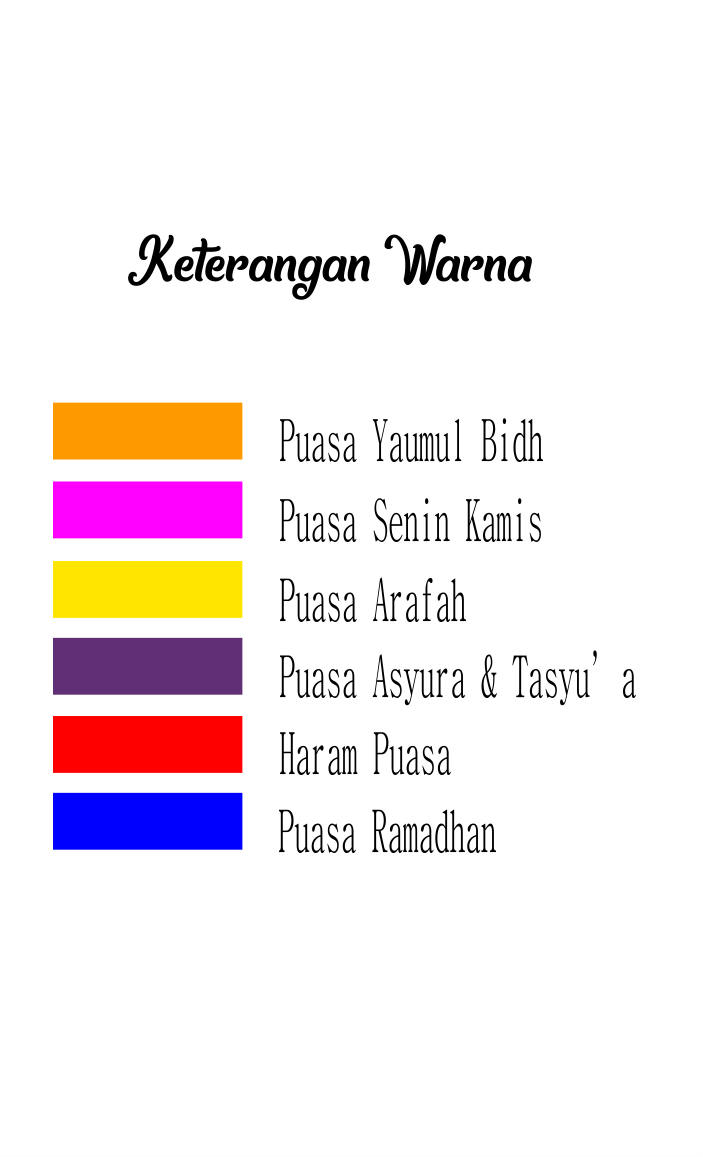 Keterangan Warna
Puasa Yaumul Bidh
Puasa Senin Kamis
Puasa Arafah
Puasa Asyura & Tasyu’a
Haram Puasa
Puasa Ramadhan